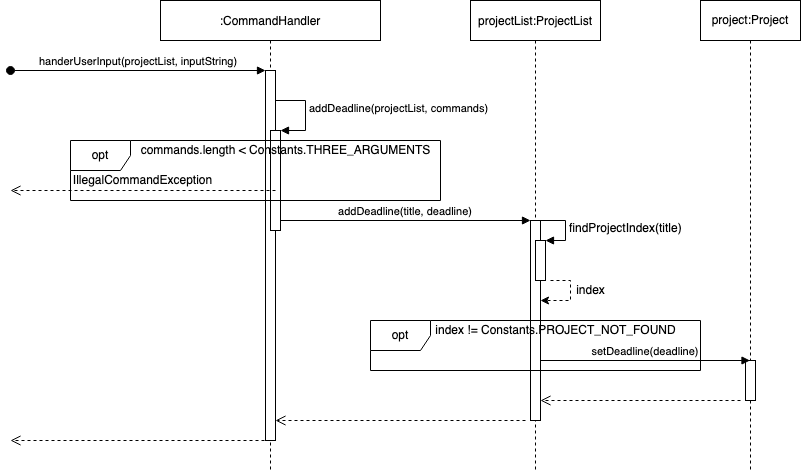 :CommandHandler
projectList:ProjectList
project:Project
handerUserInput(projectList, inputString)
addDeadline(projectList, commands)
opt
commands.length < Constants.THREE_ARGUMENTS
IllegalCommandException
addDeadline(title, deadline)
findProjectIndex(title)
index
opt
index != Constants.PROJECT_NOT_FOUND
setDeadline(deadline)